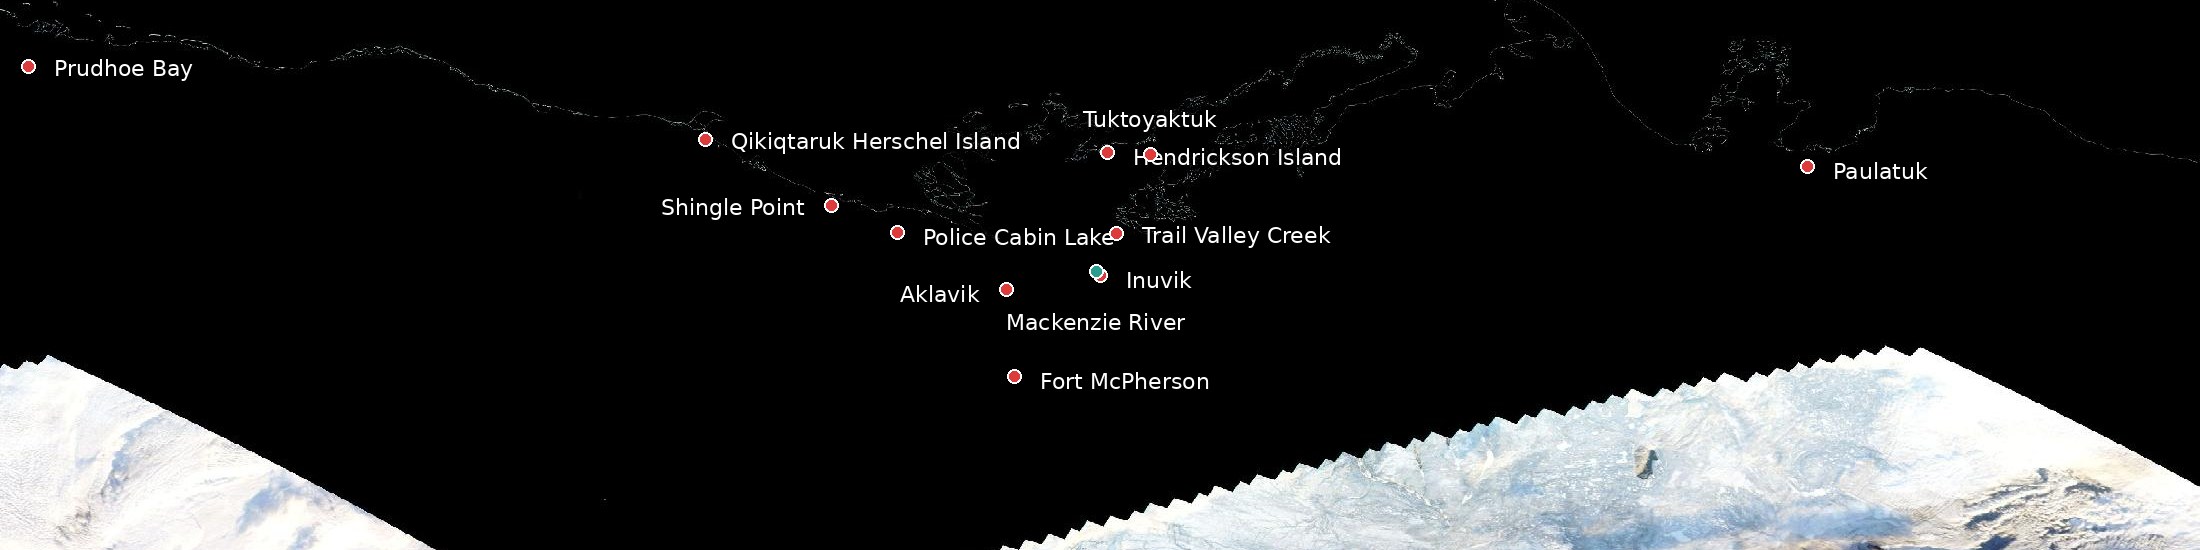 Prudhoe Bay
Tuktoyaktuk
Qikiqtaruk Herschel Island
Hendrickson Island
Paulatuk
Shingle Point
Police Cabin Lake
Trail Valley Creek
Inuvik
Aklavik
Mackenzie River
Fort McPherson